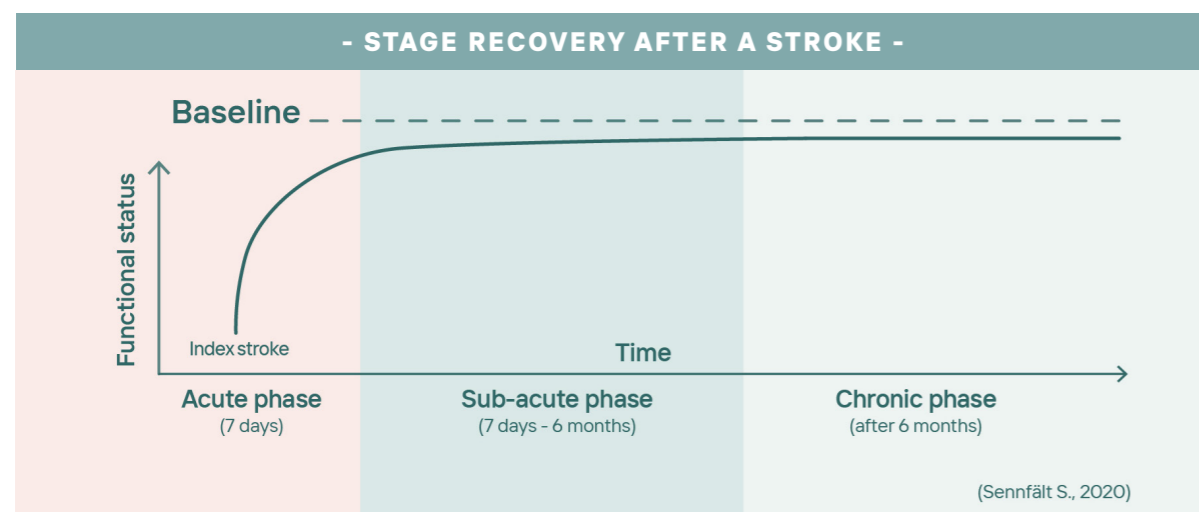 - STAGE RECOVERY AFTER A STROKE -
Baseline
Functional status
Index stroke
Time
Acute phase
(7 days)
Sub-acute phase
(7 days - 6 months)
Chronic phase
(after 6 months)
(Sennfält S., 2020)